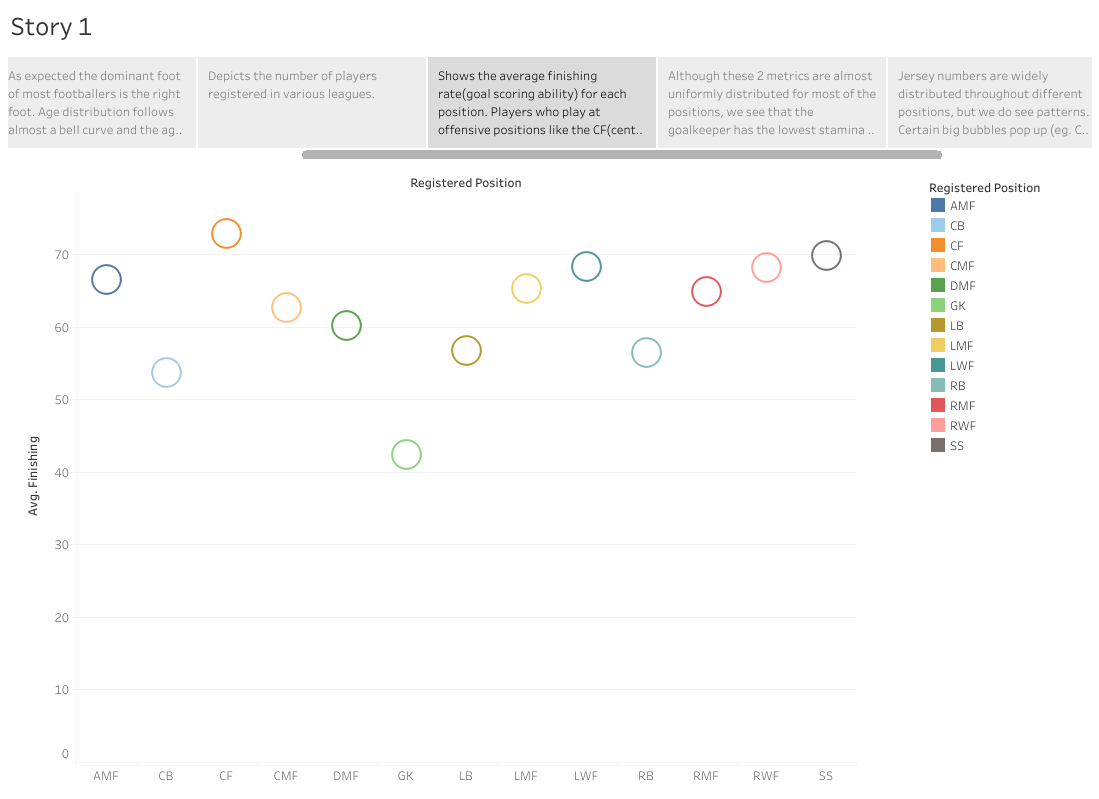 Story 1
As expected the dominant foot
of most footballers is the right
foot. Age distribution follows
almost a bell curve and the ag..
Depicts the number of players
registered in various leagues.
Shows the average finishing
rate(goal scoring ability) for each
position. Players who play at
offensive positions like the CF(cent..
Although these 2 metrics are almost
uniformly distributed for most of the
positions, we see that the
goalkeeper has the lowest stamina ..
Jersey numbers are widely
distributed throughout different
positions, but we do see patterns.
Certain big bubbles pop up (eg. C..
Registered Position
Avg. Finishing
70
60
50
40
30
20
10
0
AMF CB CF CMF DMF GK LB LMF LWF RB RMF RWF SS
Registered Position
AMF
CB
CF
CMF
DMF
GK
LB
LMF
LWF
RB
RMF
RWF
SS